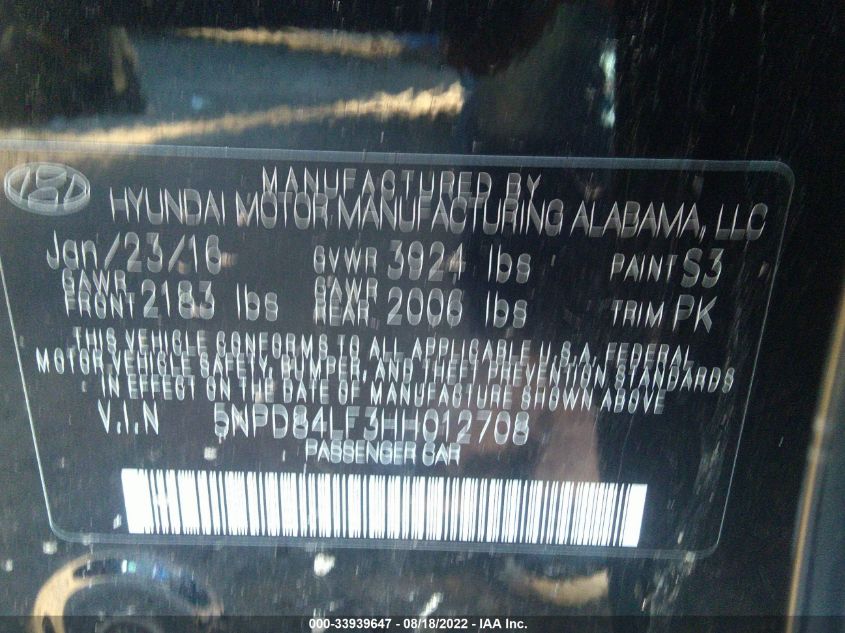 MANUFACTURED BY
HYUNDAI MOTOR MANUFACTURING ALABAMA, LLC
Jan/23/16 GVWR 3924 lbs PAINT S3
GAWR FRONT 2183 lbs GAWR REAR 2006 lbs TRIM PK
THIS VEHICLE CONFORMS TO ALL APPLICABLE U.S.A. FEDERAL
MOTOR VEHICLE SAFETY, BUMPER, AND THEFT PREVENTION STANDARDS
IN EFFECT ON THE DATE OF MANUFACTURE SHOWN ABOVE
V.I.N 5NPD84LF3HH012708
PASSENGER CAR
000-33939647 - 08/18/2022 - IAA Inc.